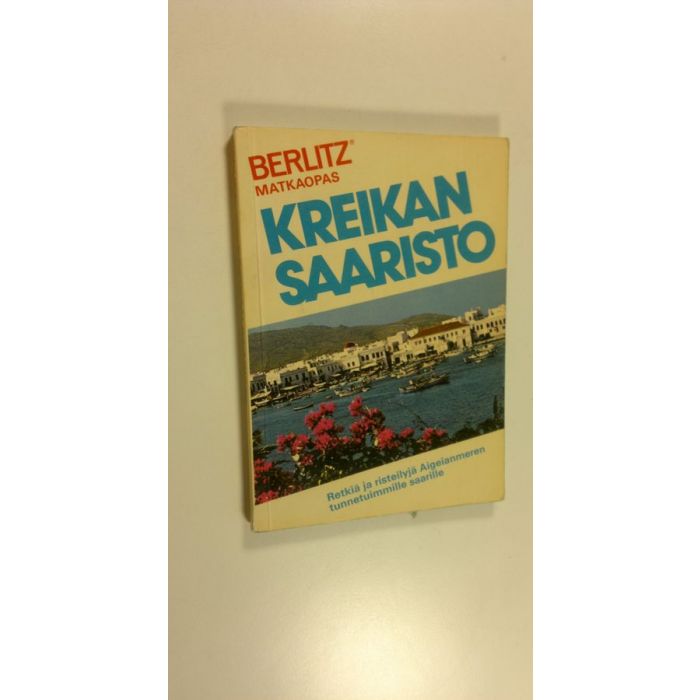 BERLITZ®
MATKAOPAS
KREIKAN
SAARISTO
Retkiä ja risteilyjä Aigeianmeren
tunnetuimmille saarille